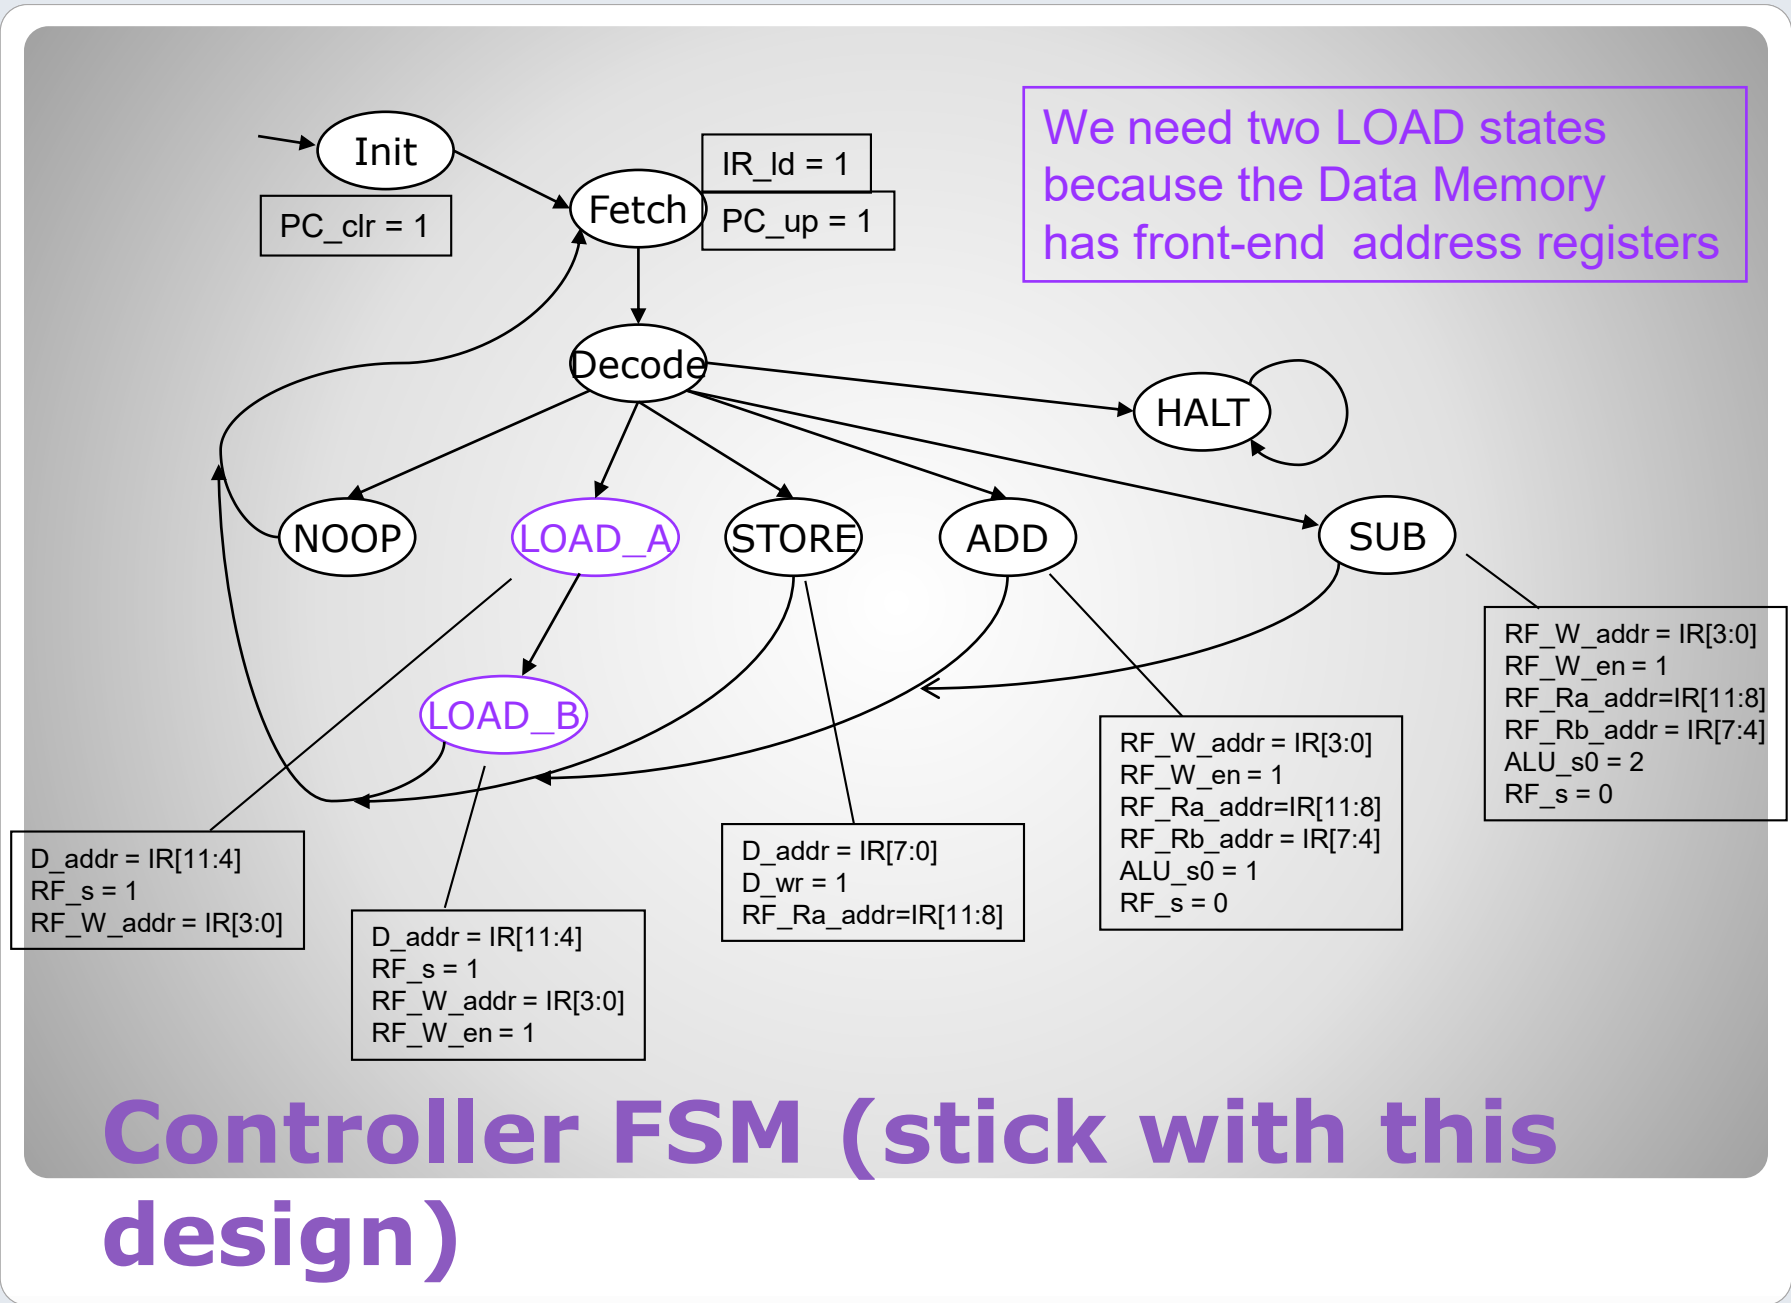 Init
PC_clr = 1
Fetch
IR_ld = 1
PC_up = 1
We need two LOAD states
because the Data Memory
has front-end  address registers
Decode
HALT
NOOP
LOAD_A
STORE
ADD
SUB
LOAD_B
D_addr = IR[11:4]
RF_s = 1
RF_W_addr = IR[3:0]
D_addr = IR[11:4]
RF_s = 1
RF_W_addr = IR[3:0]
RF_W_en = 1
D_addr = IR[7:0]
D_wr = 1
RF_Ra_addr=IR[11:8]
RF_W_addr = IR[3:0]
RF_W_en = 1
RF_Ra_addr=IR[11:8]
RF_Rb_addr = IR[7:4]
ALU_s0 = 1
RF_s = 0
RF_W_addr = IR[3:0]
RF_W_en = 1
RF_Ra_addr=IR[11:8]
RF_Rb_addr = IR[7:4]
ALU_s0 = 2
RF_s = 0
Controller FSM (stick with this
design)